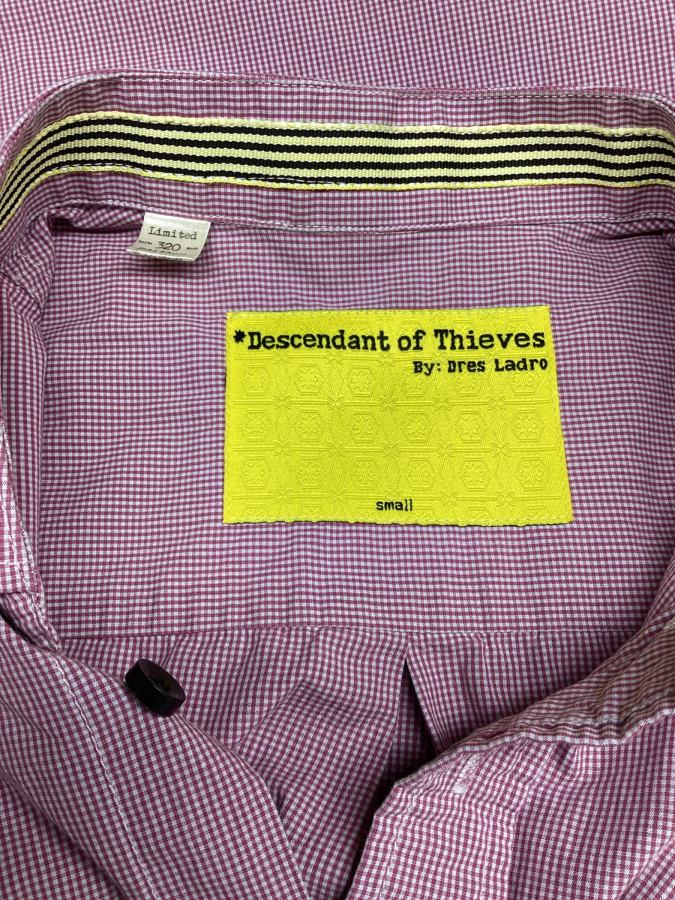 Limited
320
*Descendant of Thieves
By: Dres Ladro
small